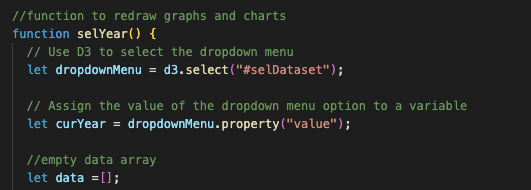 //function to redraw graphs and charts
function selYear() {
// Use D3 to select the dropdown menu
let dropdownMenu = d3.select("#selDataset");
// Assign the value of the dropdown menu option to a variable
let curYear = dropdownMenu.property("value");
//empty data array
let data =[];